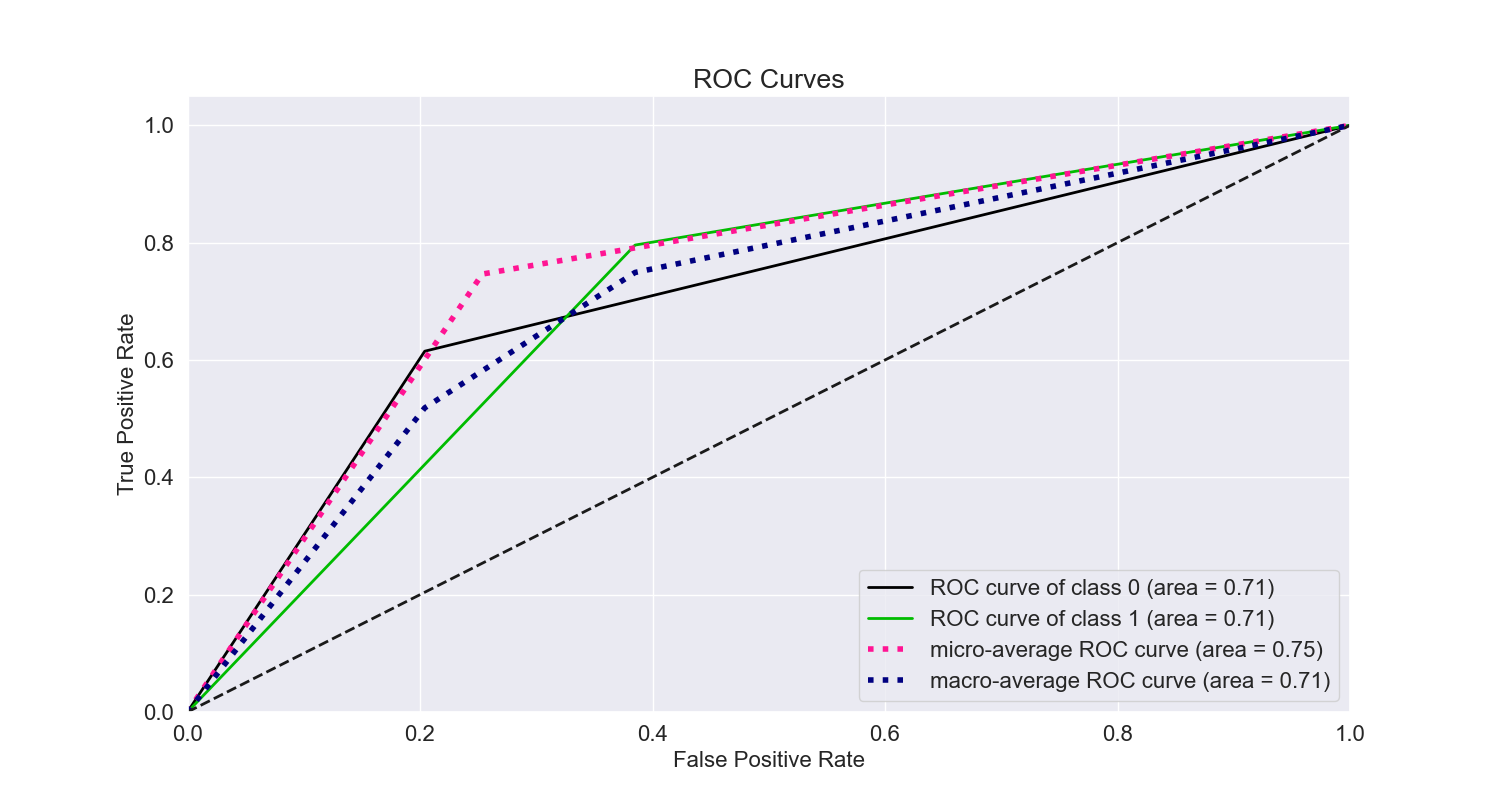 ROC Curves
1.0
0.8
0.6
0.4
0.2
0.0
True Positive Rate
ROC curve of class 0 (area = 0.71)
ROC curve of class 1 (area = 0.71)
micro-average ROC curve (area = 0.75)
macro-average ROC curve (area = 0.71)
0.0 0.2 0.4 0.6 0.8 1.0
False Positive Rate